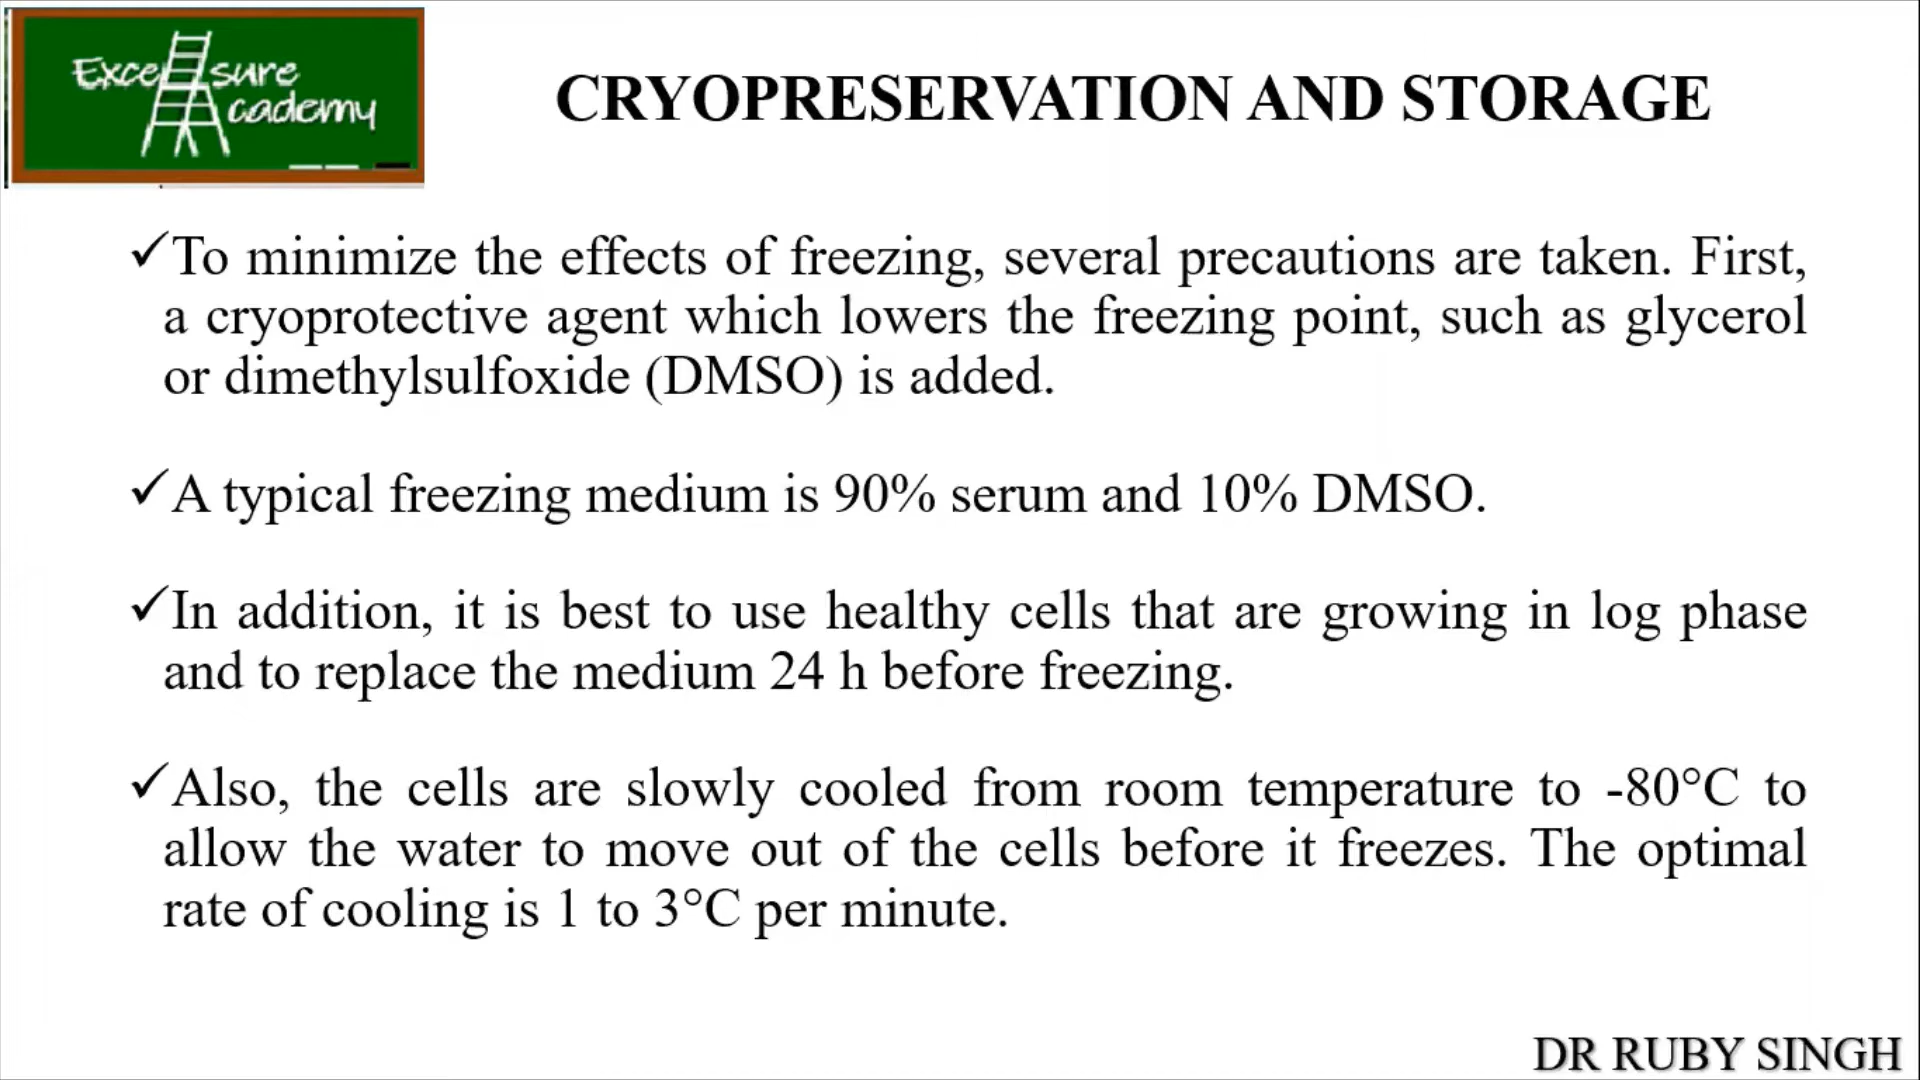 Excel sure
Academy
CRYOPRESERVATION AND STORAGE
✓To minimize the effects of freezing, several precautions are taken. First,
a cryoprotective agent which lowers the freezing point, such as glycerol
or dimethylsulfoxide (DMSO) is added.
✓A typical freezing medium is 90% serum and 10% DMSO.
✓In addition, it is best to use healthy cells that are growing in log phase
and to replace the medium 24 h before freezing.
✓Also, the cells are slowly cooled from room temperature to -80°C to
allow the water to move out of the cells before it freezes. The optimal
rate of cooling is 1 to 3°C per minute.
DR RUBY SINGH